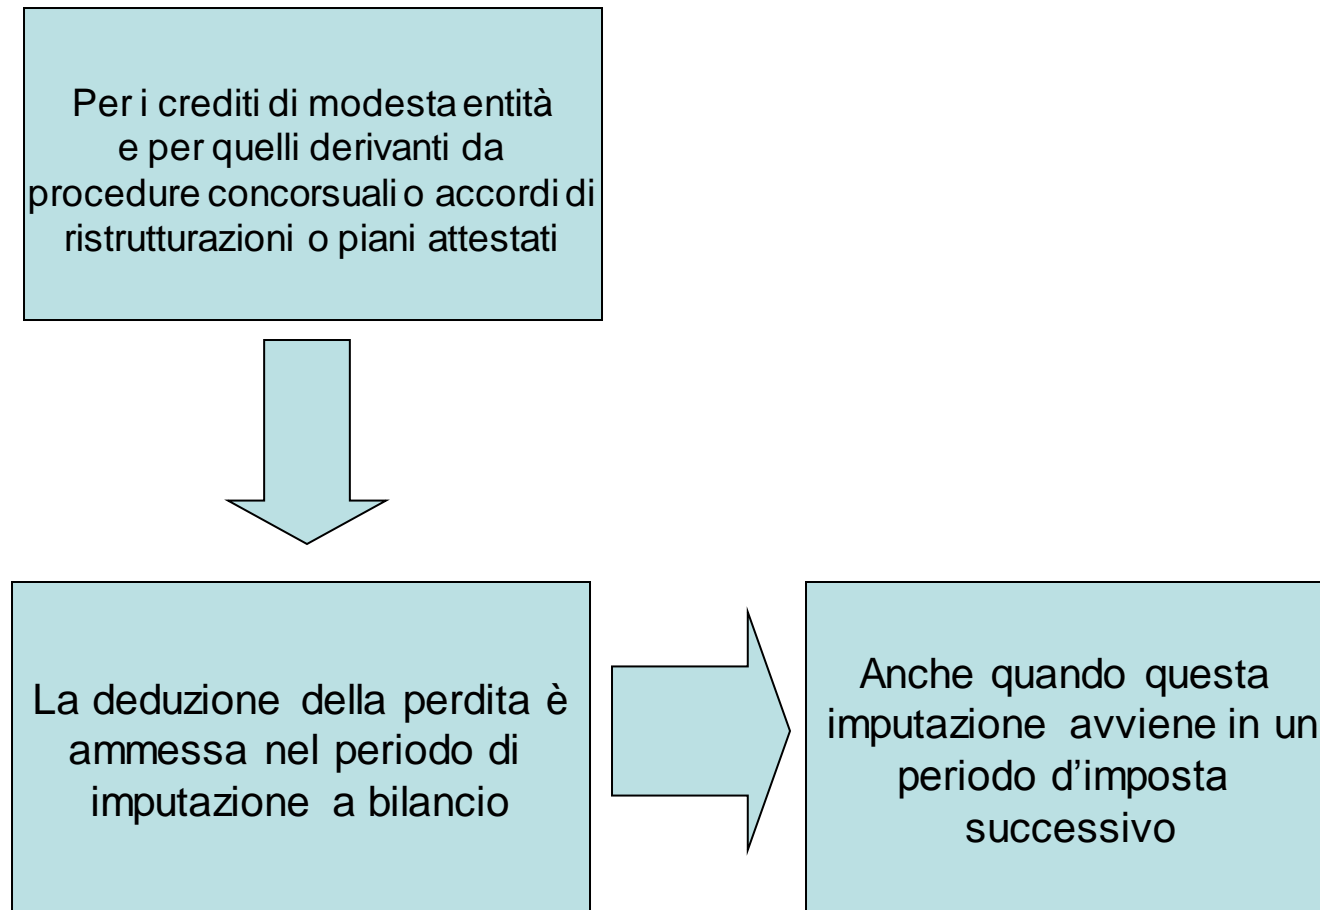 Per i crediti di modesta entità
e per quelli derivanti da
procedure concorsuali o accordi di
ristrutturazioni o piani attestati
La deduzione della perdita è
ammessa nel periodo di
imputazione a bilancio
Anche quando questa
imputazione avviene in un
periodo d’imposta
successivo